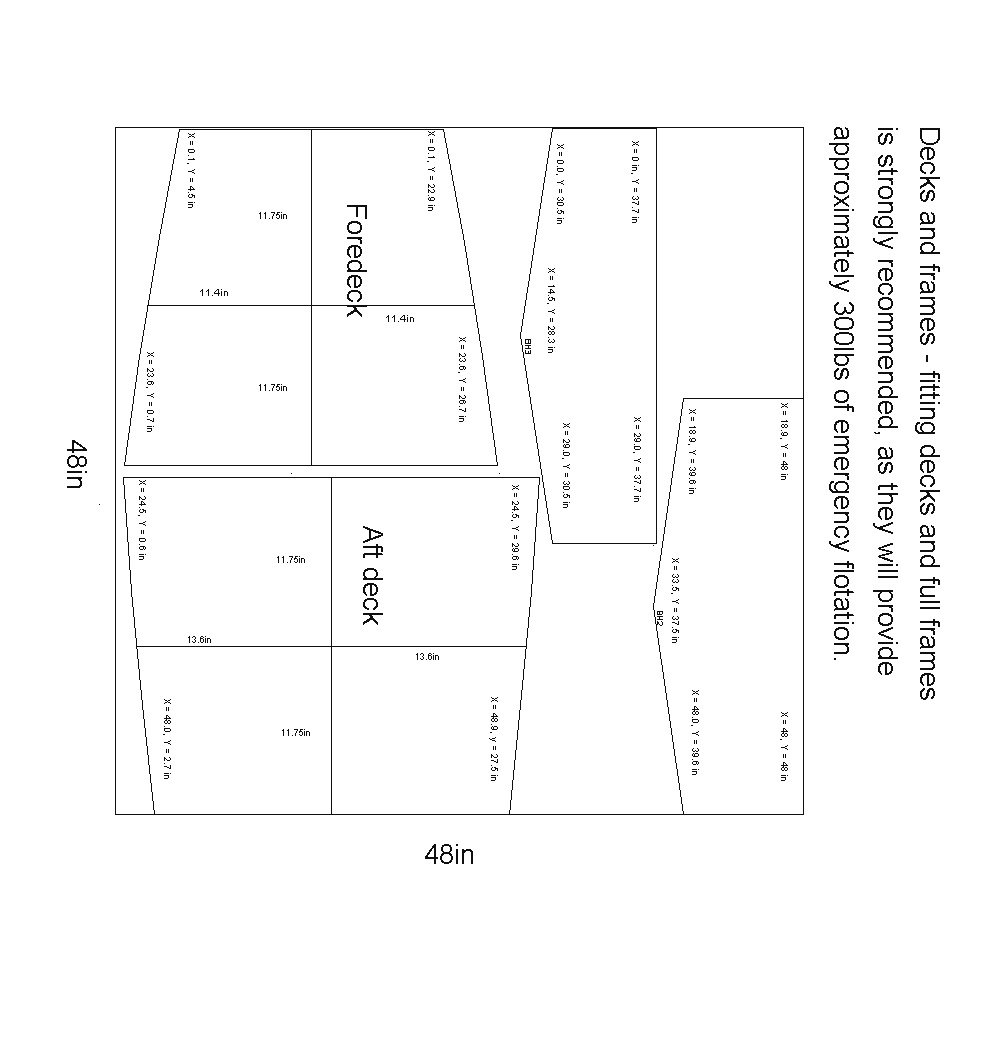 Decks and frames - fitting decks and full frames
is strongly recommended, as they will provide
approximately 300lbs of emergency flotation.
X = 18.9, Y = 48 in
X = 48, Y = 48 in
X = 18.9, Y = 39.6 in
X = 48.0, Y = 39.6 in
X = 33.5, Y = 37.5 in
BH2
X = 0 in, Y = 37.7 in
X = 29.0, Y = 37.7 in
X = 0.0, Y = 30.5 in
X = 29.0, Y = 30.5 in
X = 14.5, Y = 28.3 in
BH3
X = 0.1, Y = 22.9 in
X = 23.6, Y = 26.7 in
Foredeck
11.75in
11.4in
11.4in
11.75in
X = 0.1, Y = 4.5 in
X = 23.6, Y = 0.7 in
X = 24.5, Y = 29.6 in
X = 48.9, y = 27.5 in
Aft deck
11.75in
13.6in
13.6in
11.75in
X = 24.5, Y = 0.6 in
X = 48.0, Y = 2.7 in
48in
48in